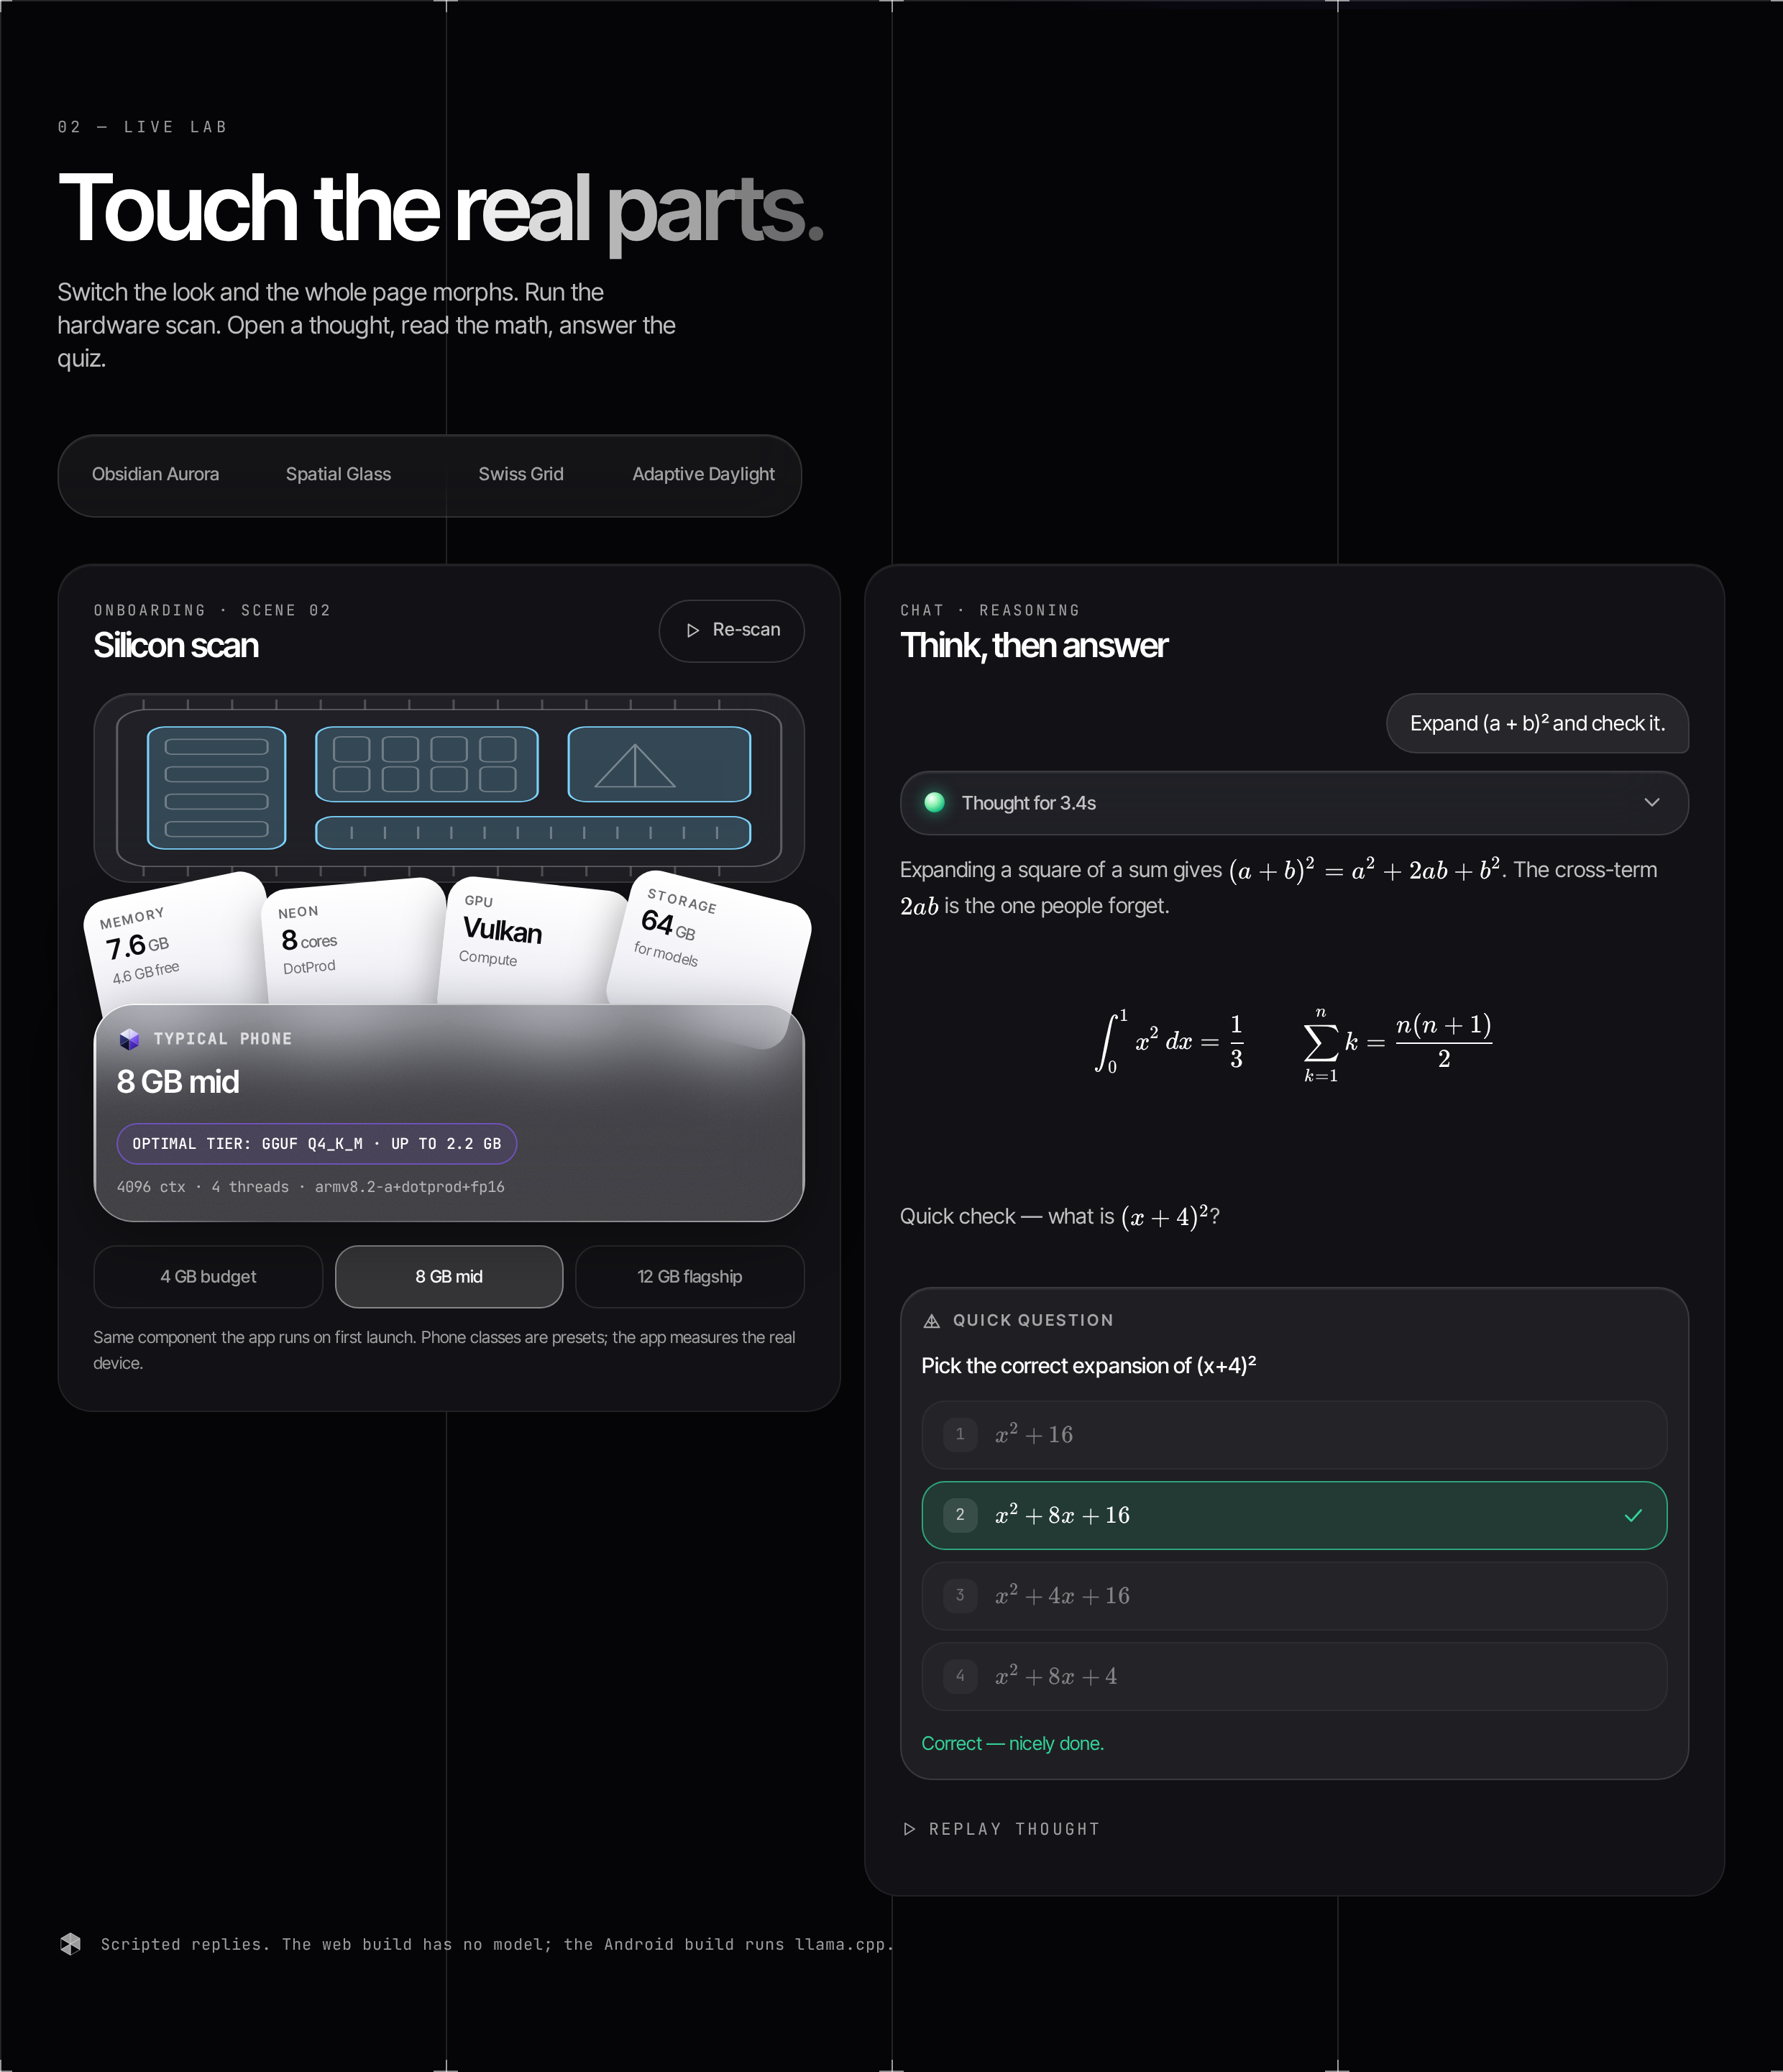 02 — LIVE LAB
Touch the real parts.
Switch the look and the whole page morphs. Run the
hardware scan. Open a thought, read the math, answer the
quiz.
Obsidian Aurora
Spatial Glass
Swiss Grid
Adaptive Daylight
ONBOARDING · SCENE 02
Silicon scan
Re-scan
MEMORY
7.6 GB
4.6 GB free
NEON
8 cores
DotProd
GPU
Vulkan
Compute
STORAGE
64 GB
for models
TYPICAL PHONE
8 GB mid
OPTIMAL TIER: GGUF Q4_K_M · UP TO 2.2 GB
4096 ctx · 4 threads · armv8.2-a+dotprod+fp16
4 GB budget
8 GB mid
12 GB flagship
Same component the app runs on first launch. Phone classes are presets; the app measures the real
device.
CHAT · REASONING
Think, then answer
Expand (a + b)² and check it.
Thought for 3.4s
Expanding a square of a sum gives (a + b)² = a² + 2ab + b². The cross-term
2ab is the one people forget.
∫₀¹ x² dx = 1/3   ∑ₖ₌₁ⁿ k = n(n + 1)/2
Quick check — what is (x + 4)²?
QUICK QUESTION
Pick the correct expansion of (x+4)²
1 x² + 16
2 x² + 8x + 16
3 x² + 4x + 16
4 x² + 8x + 4
Correct — nicely done.
REPLAY THOUGHT
Scripted replies. The web build has no model; the Android build runs llama.cpp.